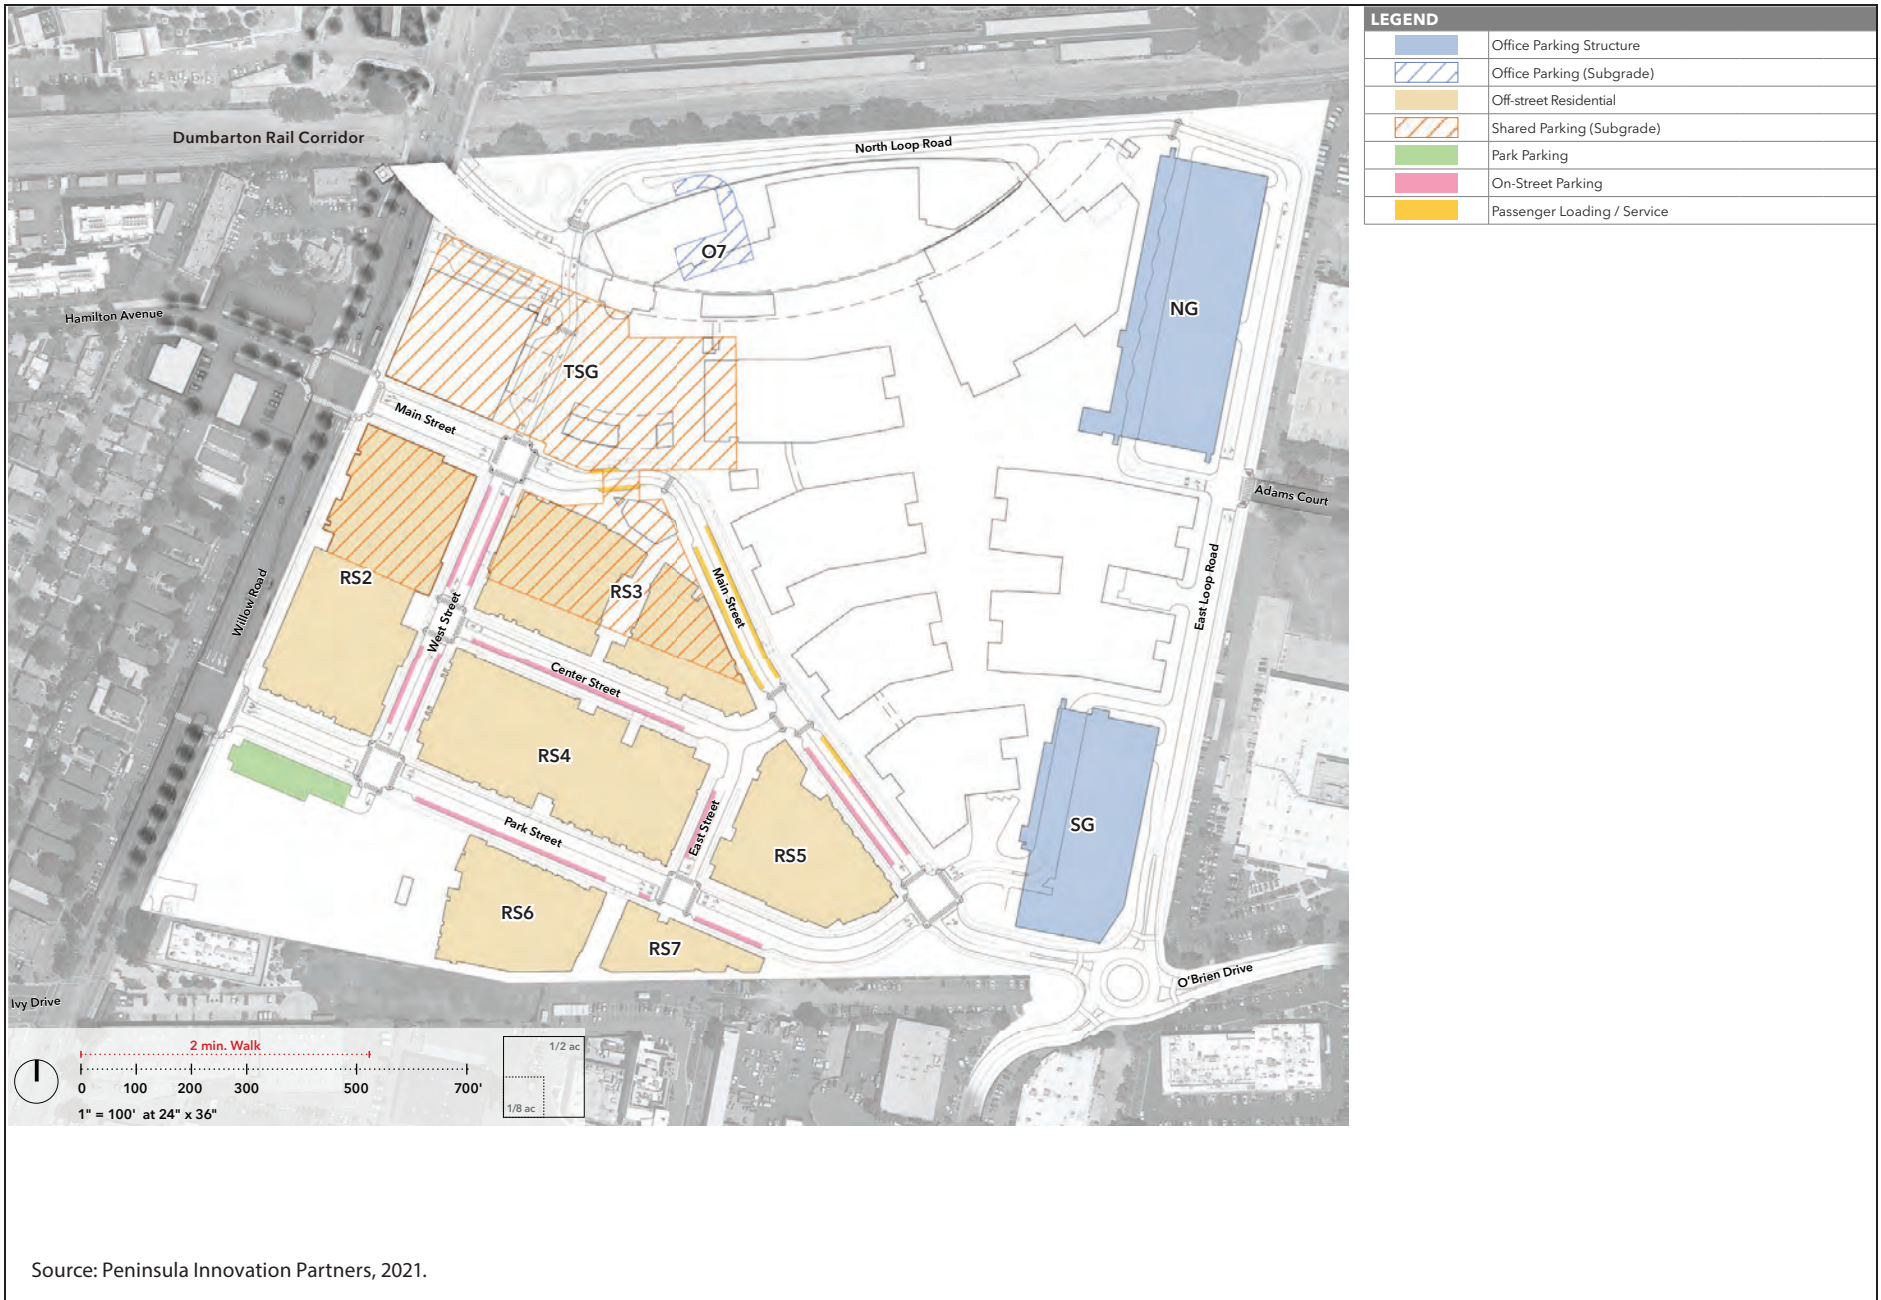 LEGEND
Office Parking Structure
Office Parking (Subgrade)
Off-street Residential
Shared Parking (Subgrade)
Park Parking
On-Street Parking
Passenger Loading / Service
Dumbarton Rail Corridor
North Loop Road
O7
NG
Hamilton Avenue
TSG
Main Street
Adams Court
RS2
RS3
Main Street
Willow Road
West Street
East Loop Road
Center Street
RS4
Park Street
East Street
RS5
SG
RS6
RS7
O'Brien Drive
Ivy Drive
2 min. Walk
0 100 200 300 500 700'
1" = 100' at 24" x 36"
1/2 ac
1/8 ac
Source: Peninsula Innovation Partners, 2021.